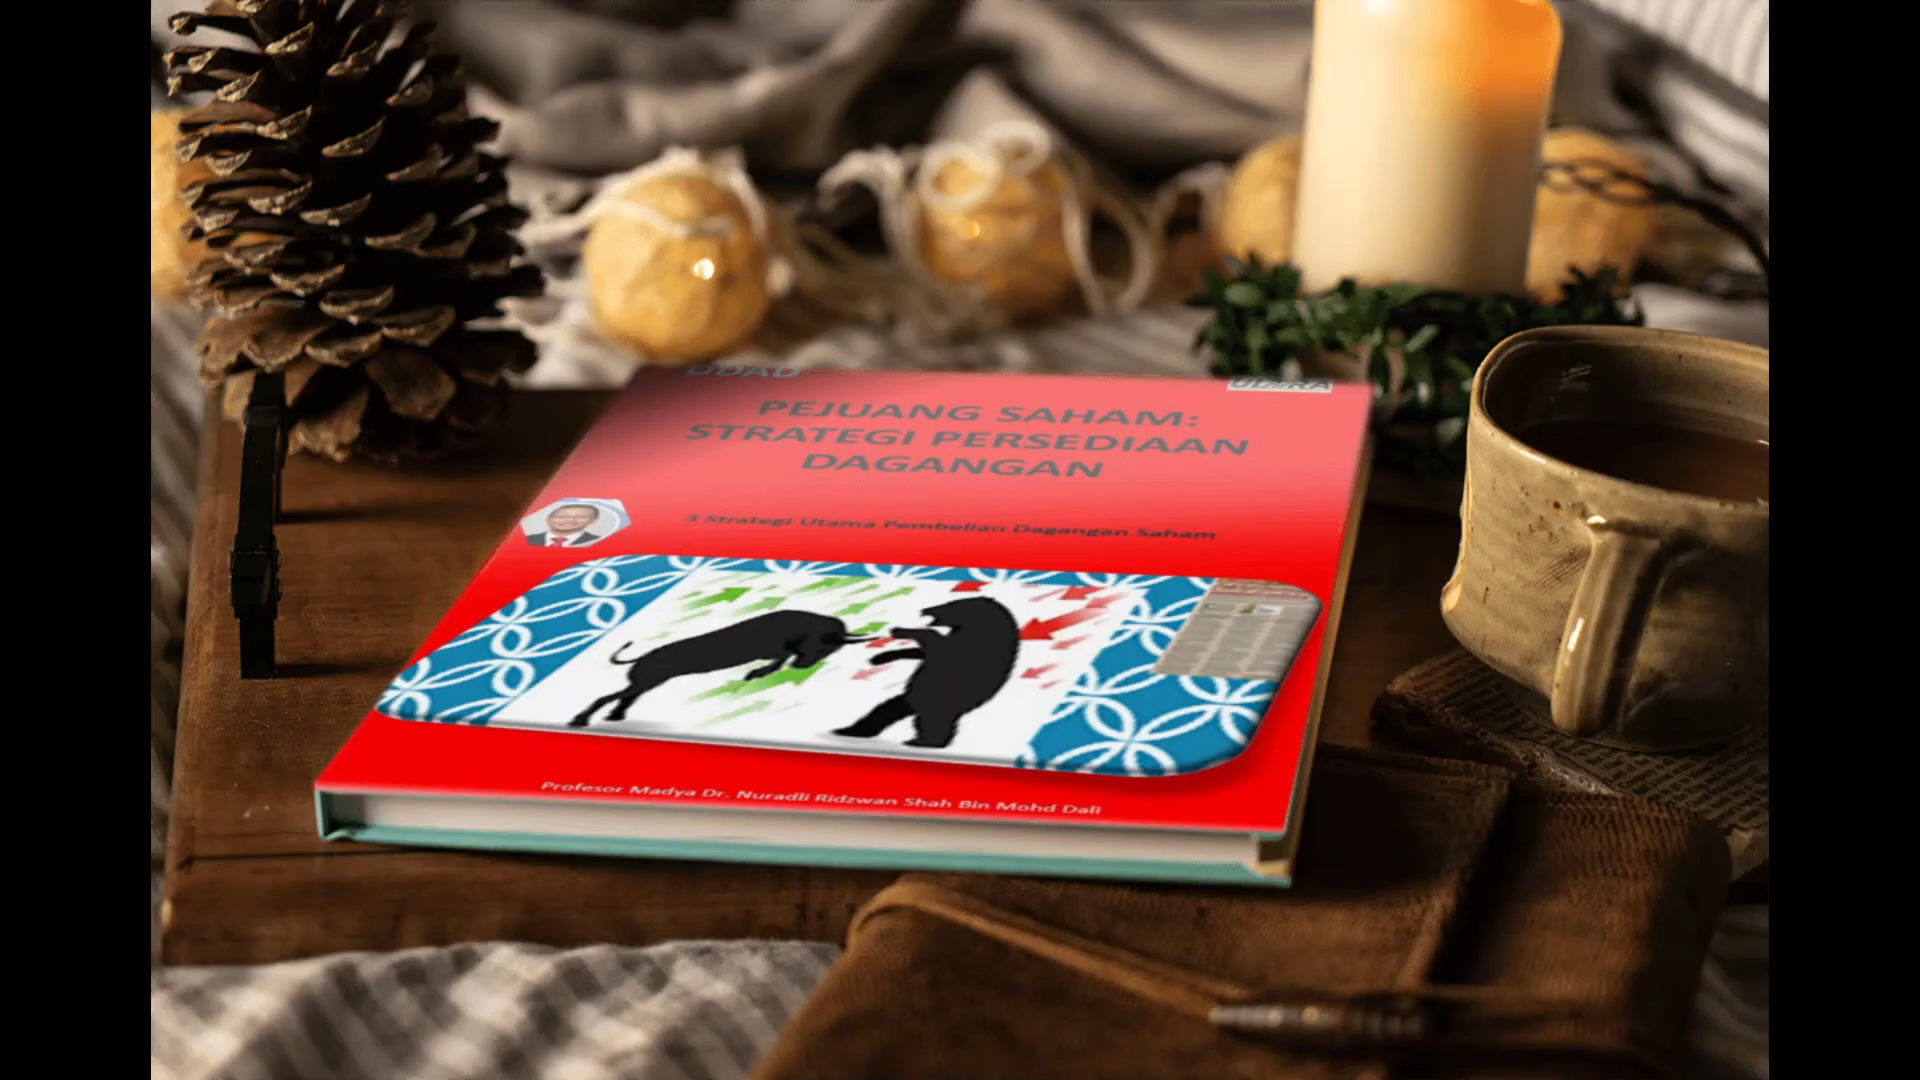 PEJUANG SAHAM:
STRATEGI PERSEDIAAN
DAGANGAN
3 Strategi Utama Pembelian Dagangan Saham
Profesor Madya Dr. Nuradli Ridzwan Shah Bin Mohd Dali